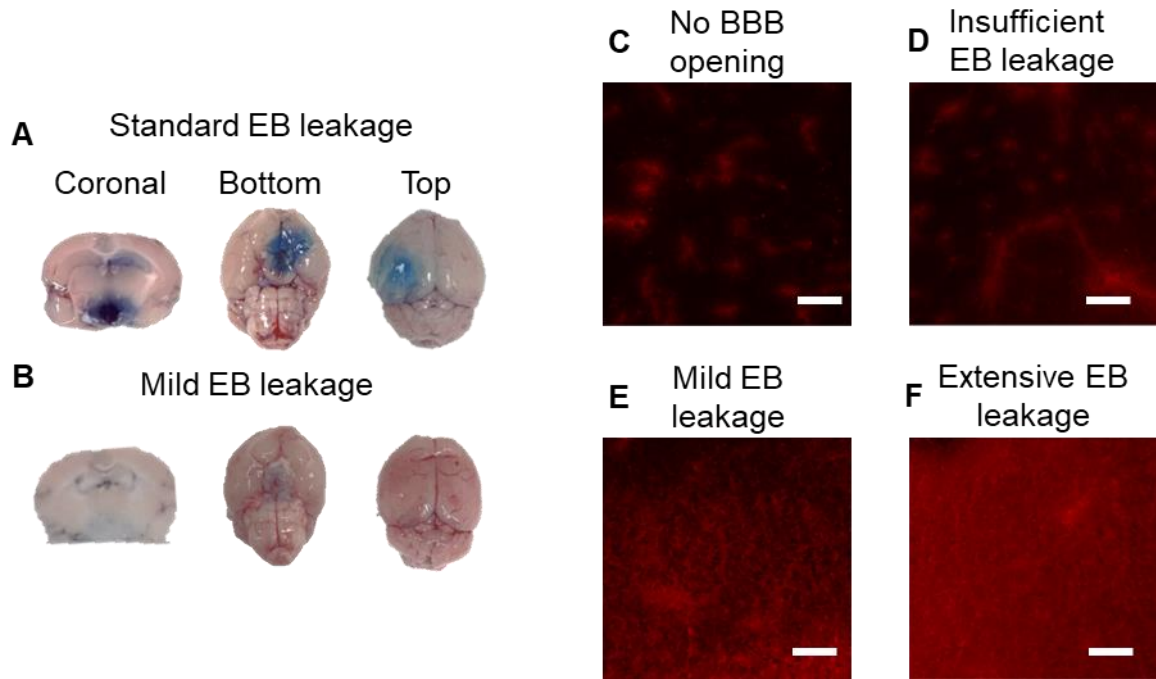 A
Standard EB leakage
Coronal
Bottom
Top
B
Mild EB leakage
C
No BBB
opening
D
Insufficient
EB leakage
E
Mild EB
leakage
F
Extensive EB
leakage